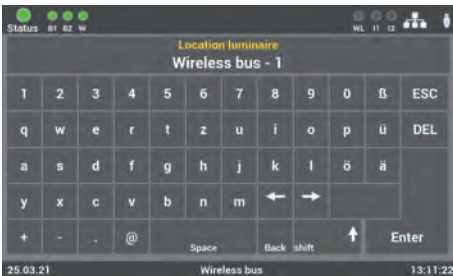 Status B1 B2 W WL I1 I2
Location luminaire
Wireless bus - 1
1 2 3 4 5 6 7 8 9 0 ß ESC
q w e r t z u i o p ü DEL
a s d f g h j k l ö ä
y x c v b n m ← →
+ - . @ Space Back shift Enter
25.03.21 Wireless bus 13:11:22